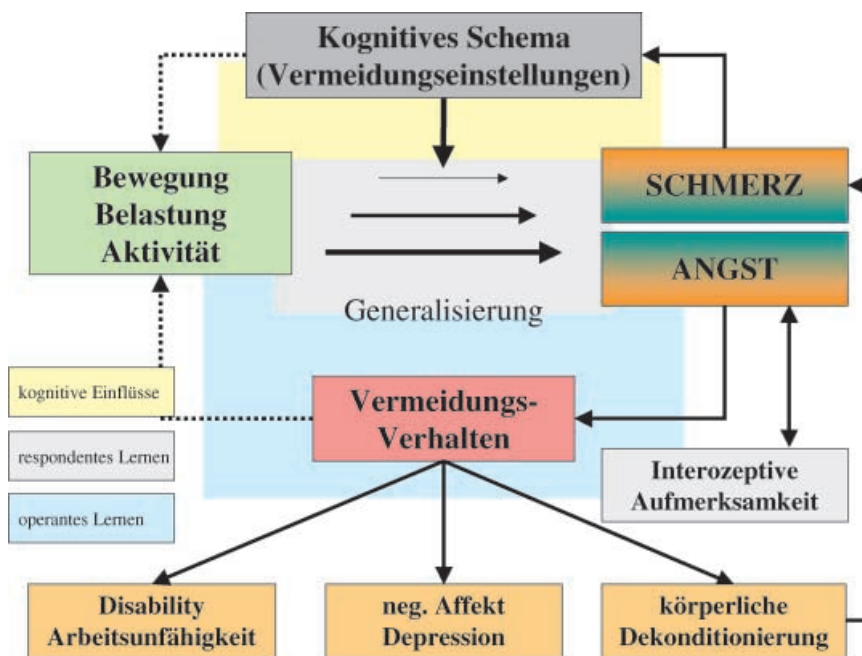 Kognitives Schema
(Vermeidungseinstellungen)
Bewegung
Belastung
Aktivität
SCHMERZ
ANGST
Generalisierung
kognitive Einflüsse
respondentes Lernen
operantes Lernen
Vermeidungs-
Verhalten
Interozeptive
Aufmerksamkeit
Disability
Arbeitsunfähigkeit
neg. Affekt
Depression
körperliche
Dekonditionierung